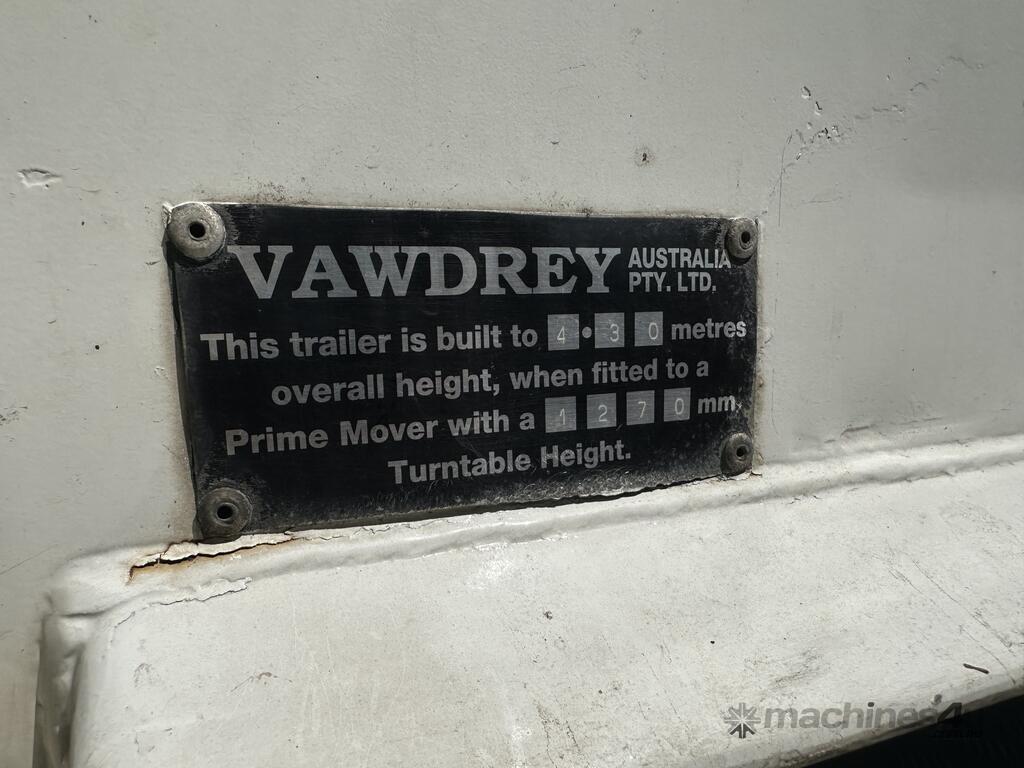 VAWDREY AUSTRALIA PTY. LTD.
This trailer is built to 4•30 metres
overall height, when fitted to a
Prime Mover with a 1270 mm
Turntable Height.
machines4